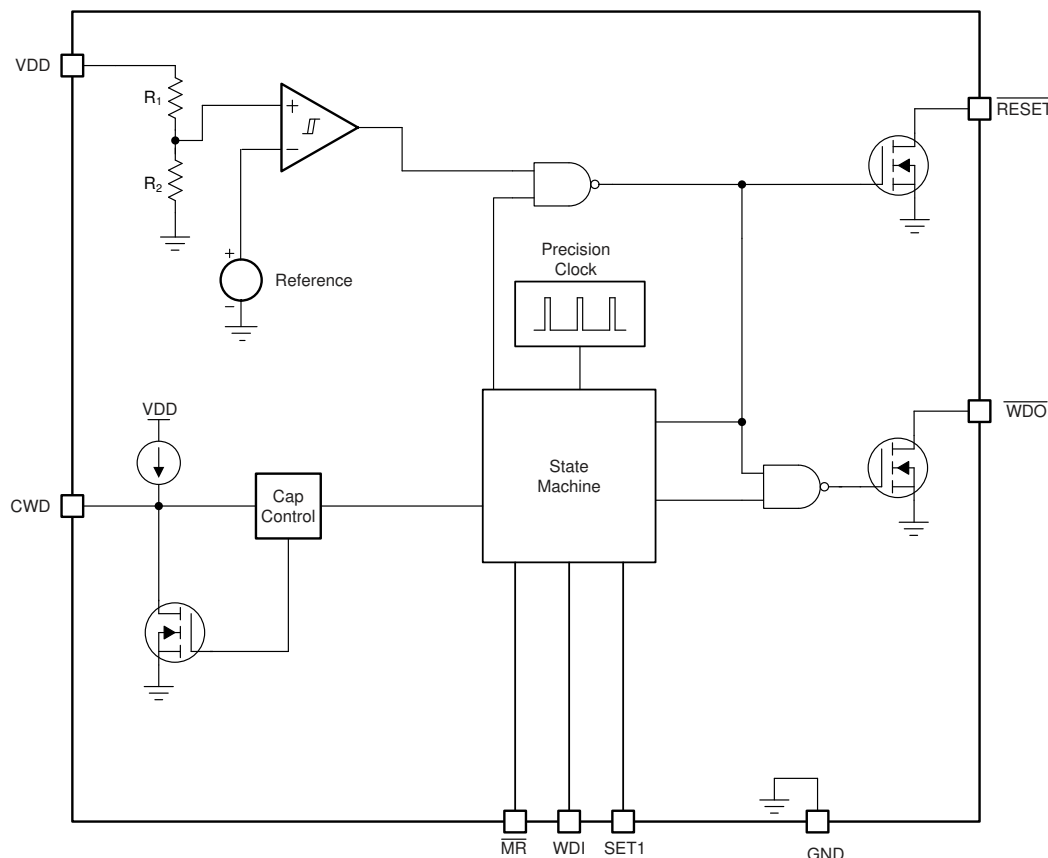 VDD
R1
R2
+
−
+
−
Reference
RESET
Precision
Clock
VDD
WDO
CWD
Cap
Control
State
Machine
MR
WDI
SET1
GND